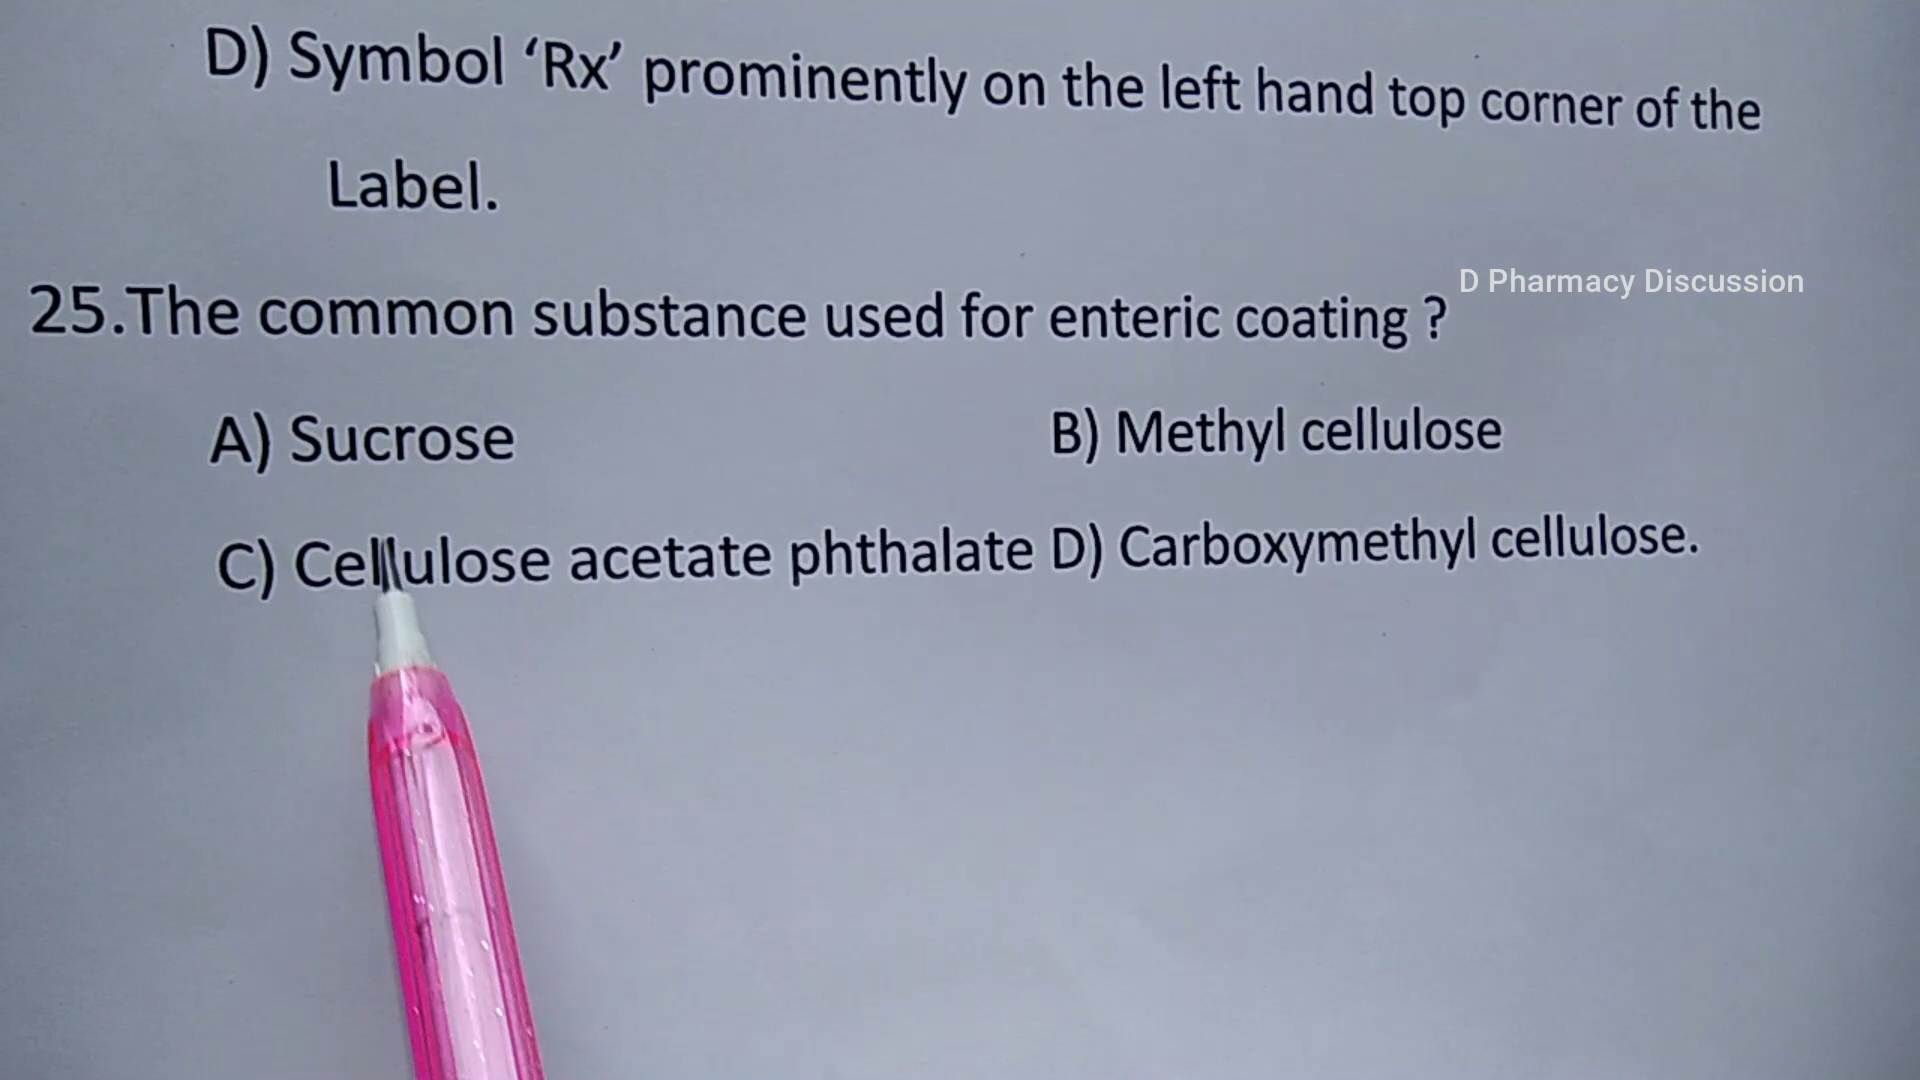 D) Symbol ‘Rx’ prominently on the left hand top corner of the
Label.
D Pharmacy Discussion
25.The common substance used for enteric coating ?
A) Sucrose B) Methyl cellulose
C) Cellulose acetate phthalate D) Carboxymethyl cellulose.